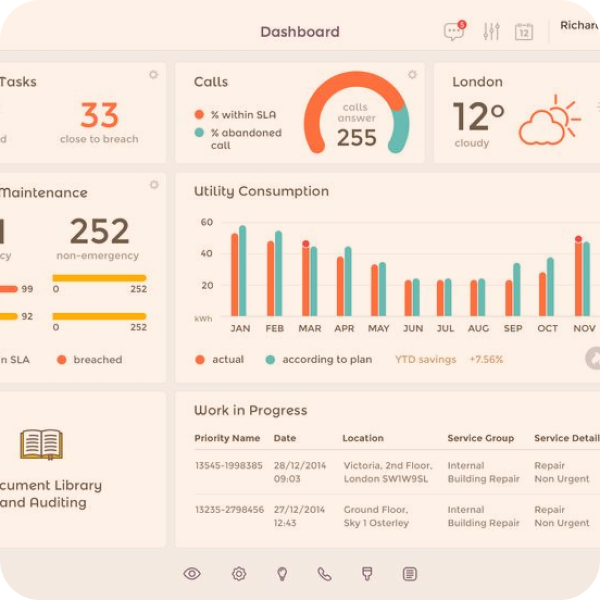 Dashboard
5
12
Richar
Tasks
33
close to breach
Calls
% within SLA
% abandoned
call
calls
answer
255
London
12°
cloudy
Maintenance
252
non-emergency
99
0 252
92
0 252
n SLA
breached
Utility Consumption
60
40
20
kWh
JAN FEB MAR APR MAY JUN JUL AUG SEP OCT NOV
actual
according to plan
YTD savings +7.56%
cument Library
and Auditing
Work in Progress
Priority Name Date Location Service Group Service Detail
13545-1998385 28/12/2014 Victoria, 2nd Floor, Internal Repair
09:03 London SW1W9SL Building Repair Non Urgent
13235-2798456 27/12/2014 Ground Floor, Internal Repair
12:43 Sky 1 Osterley Building Repair Non Urgent